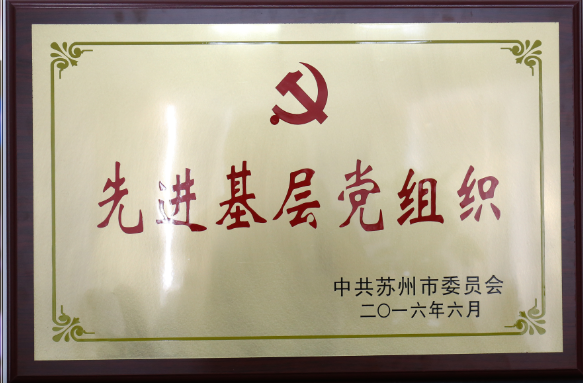 先进基层党组织
中共苏州市委员会
二〇一六年六月